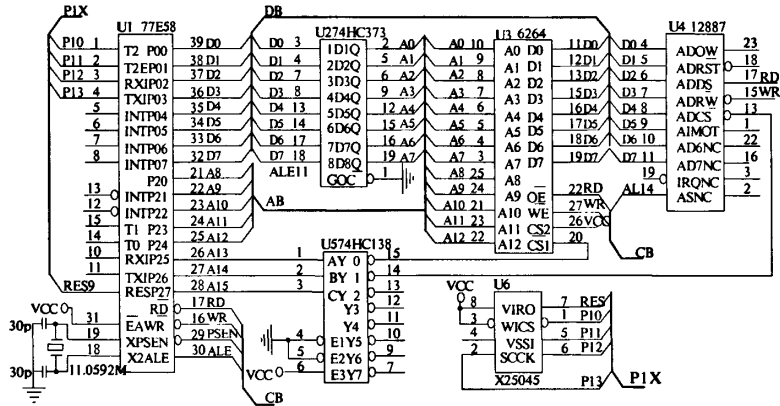 P1X
U1 77E58
DB
U274HC373
U3 6264
U4 12887
P10 1 T2 P00 39 D0 D0 3 1D1Q 2 A0 A0 10 A0 D0 11 D0 D0 4 ADOW 23
P11 2 T2EP01 38 D1 D1 4 2D2Q 5 A1 A1 9 A1 D1 12 D1 D1 5 ADRST 18
P12 3 RXIP02 37 D2 D2 7 3D3Q 6 A2 A2 8 A2 D2 13 D2 D2 6 ADDS 17 RD
P13 4 TXIP03 36 D3 D3 8 4D4Q 9 A3 A3 7 A3 D3 15 D3 D3 7 ADRW 15 WR
5 INTP04 35 D4 D4 13 5D5Q 12 A4 A4 6 A4 D4 16 D4 D4 8 ADCS 13
6 INTP05 34 D5 D5 14 6D6Q 15 A5 A5 5 A5 D5 17 D5 D5 9 AIMOT 1
7 INTP06 33 D6 D6 17 7D7Q 16 A6 A6 4 A6 D6 18 D6 D6 10 AD6NC 22
8 INTP07 32 D7 D7 18 8D8Q 19 A7 A7 3 A7 D7 19 D7 D7 11 AD7NC 16
P20 21 A8 ALE11 GOC 1 A8 25 A8 19 IRQNC 3
13 INTP21 22 A9 A9 24 A9 OE 22 RD AL14 ASNC 2
12 INTP22 23 A10 AB A10 21 A10 WE 27 WR
15 T1 P23 24 A11 A11 23 A11 CS2 26 VCS
14 T0 P24 25 A12 A12 22 A12 CS1 20 CB
U574HC138
10 RXIP25 26 A13 1 AY 0 15
11 TXIP26 27 A14 2 BY 1 14
RES9 RESP27 28 A15 3 CY 2 13
U6
RD 17 RD Y3 12
VCC 31 EAWR 16 WR Y4 11
30p 19 XPSEN 29 PSEN 4 E1Y5 10
18 X2ALE 30 ALE 5 E2Y6 9
30p 11.0592M VCC 6 E3Y7 7
CB
VCC 8 VIRO 7 RES
3 WICS 1 P10
4 VSSI 5 P11
2 SCCK 6 P12
X25045 P13 P1X